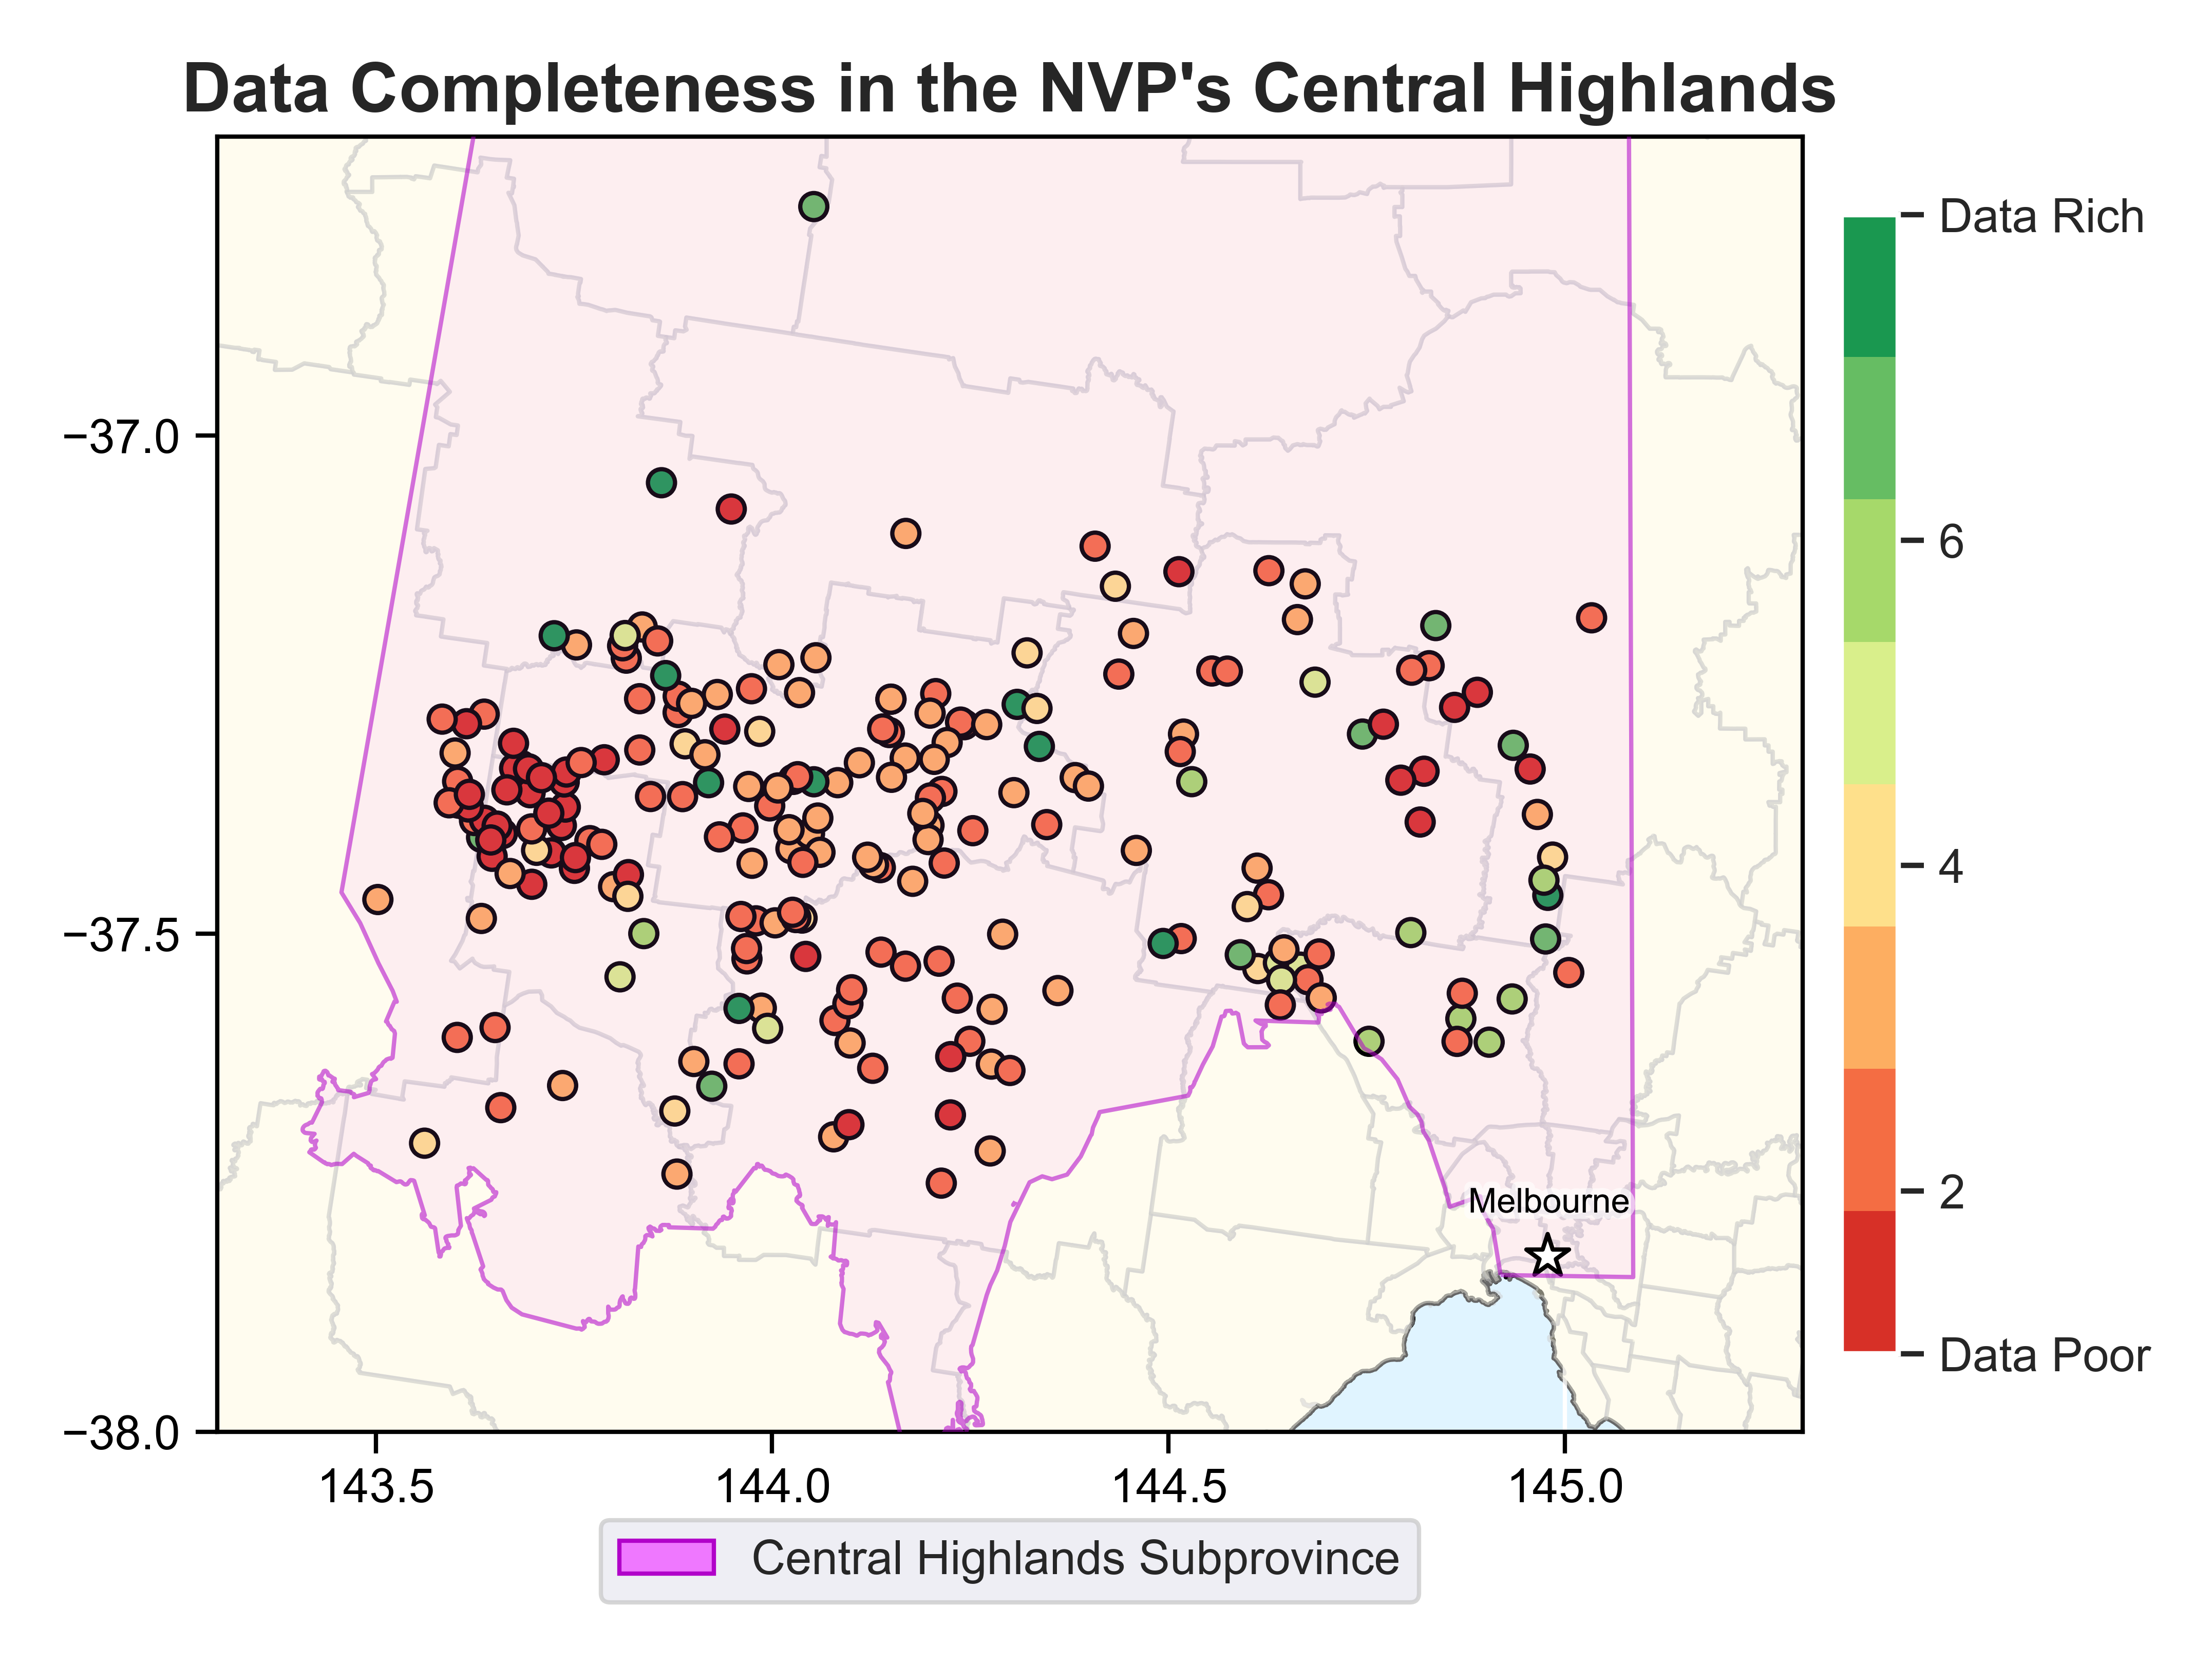 Data Completeness in the NVP's Central Highlands
−37.0
−37.5
−38.0
143.5
144.0
144.5
145.0
Melbourne
Data Rich
6
4
2
Data Poor
Central Highlands Subprovince